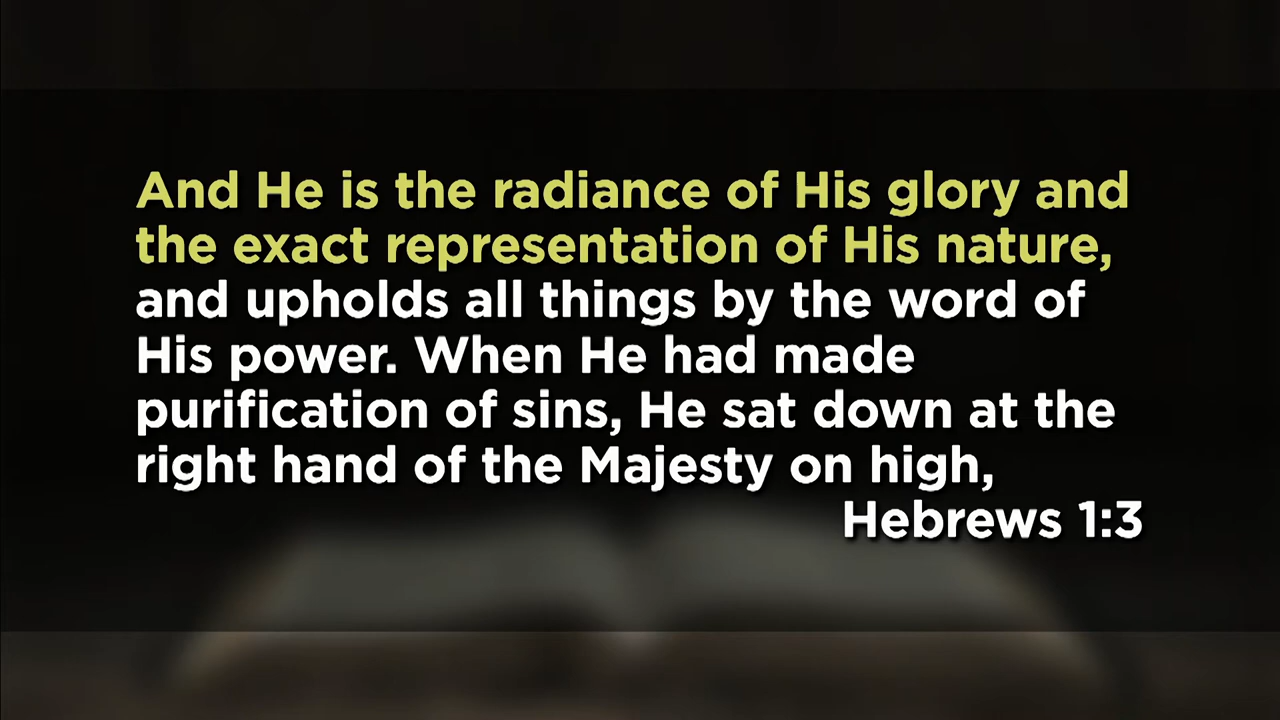 And He is the radiance of His glory and
the exact representation of His nature,
and upholds all things by the word of
His power. When He had made
purification of sins, He sat down at the
right hand of the Majesty on high,
Hebrews 1:3